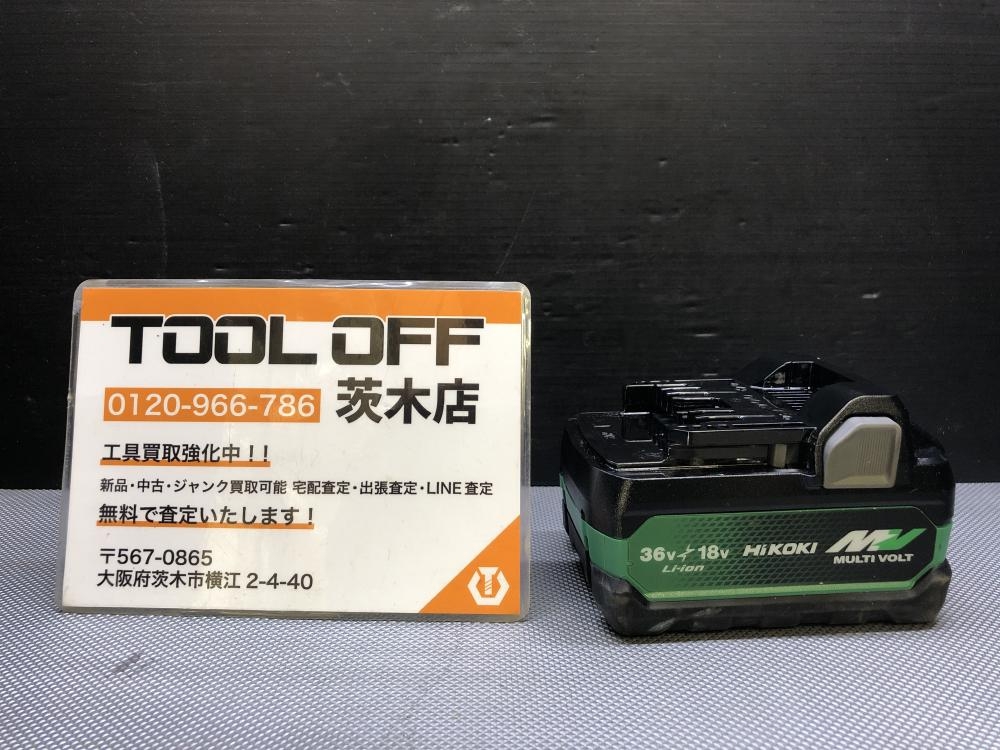 TOOL OFF
0120-966-786 茨木店
工具買取強化中!!
新品・中古・ジャンク買取可能 宅配査定・出張査定・LINE査定
無料で査定いたします!
〒567-0865
大阪府茨木市横江 2-4-40
36V⚡18V HiKOKI MV
Li-ion MULTI VOLT